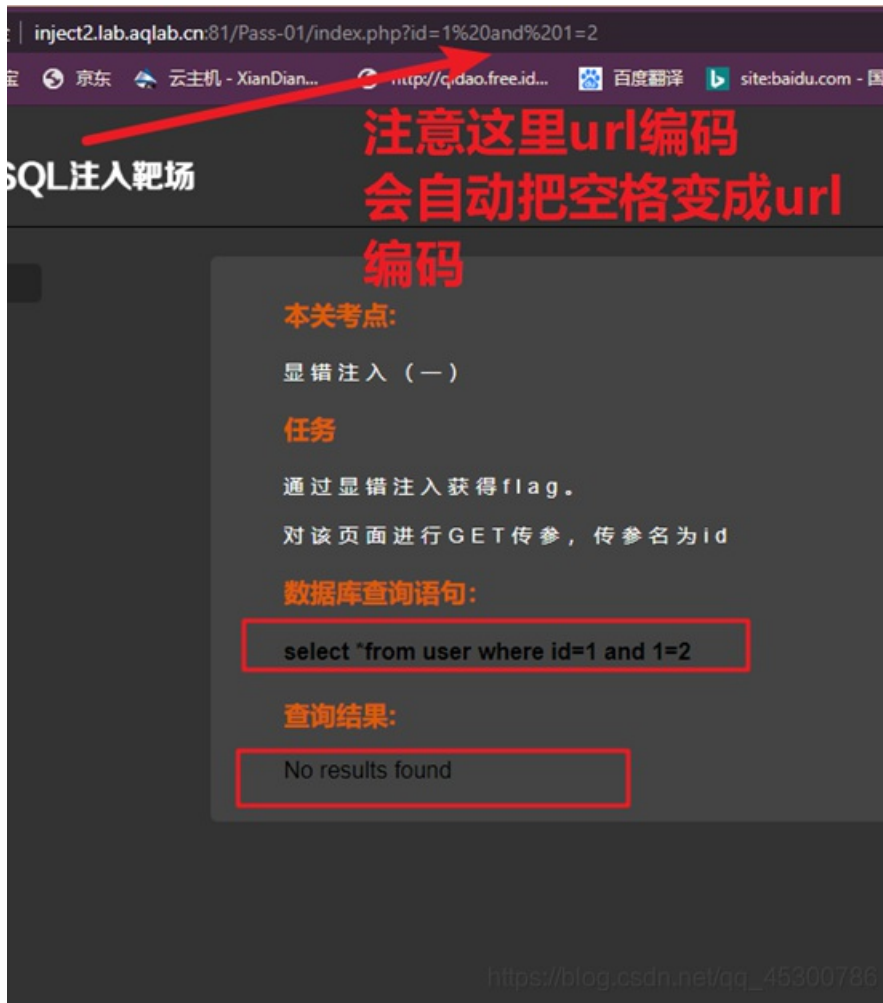 inject2.lab.aqlab.cn:81/Pass-01/index.php?id=1%20and%201=2
宝 京东 云主机 - XianDian... http://qidao.free.id... 百度翻译 site:baidu.com - 国
注意这里url编码
SQL注入靶场
会自动把空格变成url
编码
本关考点:
显错注入（一）
任务
通过显错注入获得flag。
对该页面进行GET传参，传参名为id
数据库查询语句:
select *from user where id=1 and 1=2
查询结果:
No results found
https://blog.csdn.net/qq_45300786